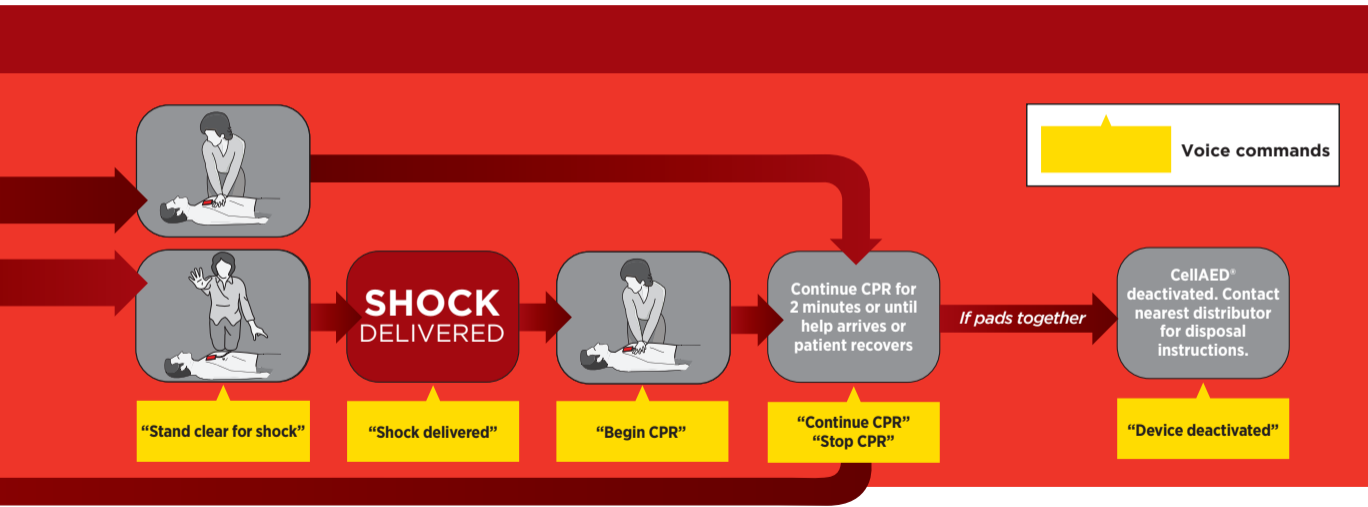 Voice commands
SHOCK
DELIVERED
Continue CPR for
2 minutes or until
help arrives or
patient recovers
If pads together
CellAED®
deactivated. Contact
nearest distributor
for disposal
instructions.
“Stand clear for shock”
“Shock delivered”
“Begin CPR”
“Continue CPR”
“Stop CPR”
“Device deactivated”